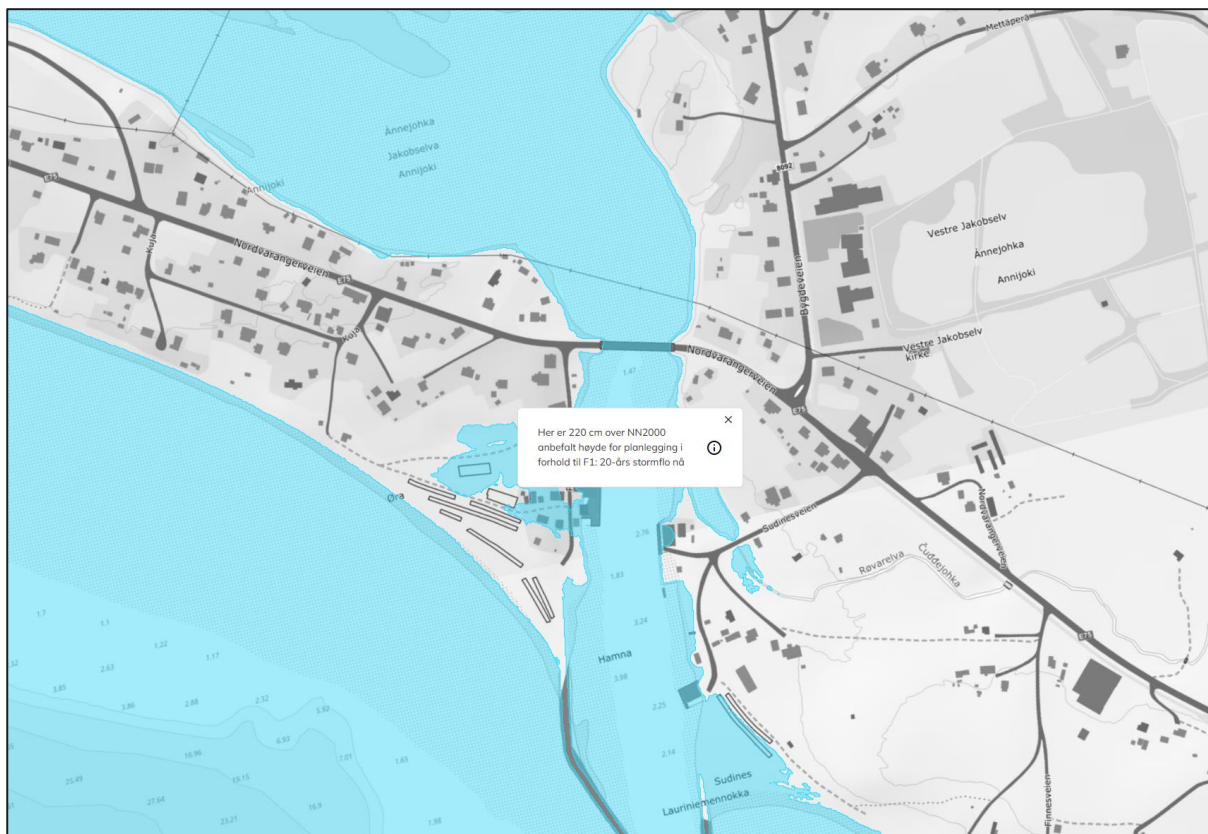 Mettäperä
Ánnejohka
Jakobselva
Annijoki
8092
E75
Annijoki
Vestre Jakobselv
Ánnejohka
Annijoki
Kuja
Nordvarangerveien
E75
Bygdeveien
Kuja
Nordvarangerveien
Vestre Jakobselv
kirke
1.47
E75
Her er 220 cm over NN2000
anbefalt høyde for planlegging i
forhold til F1: 20-års stormflo nå
Øra
Sudinesveien
Nordvarangerveien
2.76
Røvarelva
Čuđđejohka
1.83
1.7
1.1
3.24
1.22
E75
1.17
Hamna
2.63
3.98
3.85
2.88
2.32
3.86
5.92
2.25
6.93
7.01
1.63
16.96
2.14
25.49
19.15
Sudines
27.64
16.9
Lauriniemennokka
23.21
1.98
Finnesveien